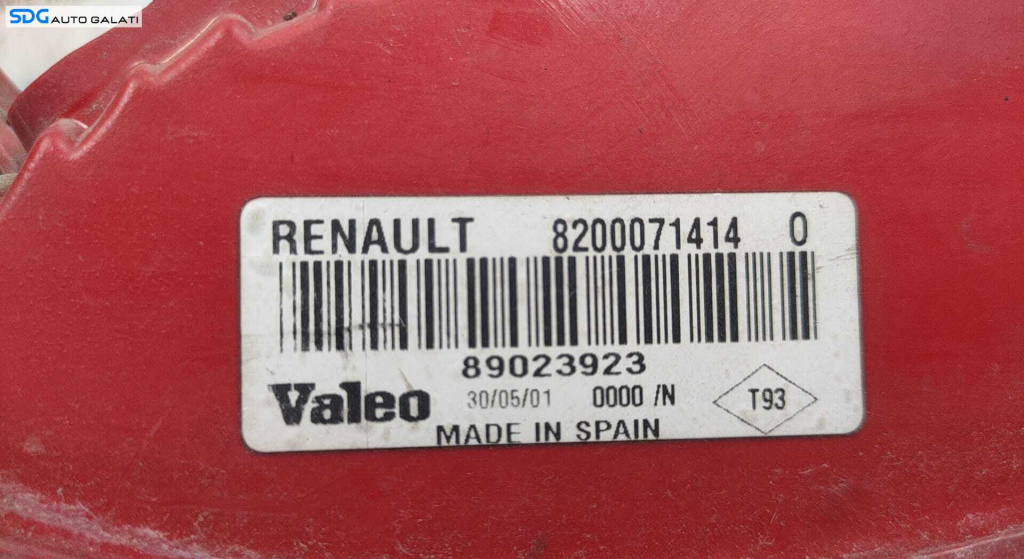 SDG AUTO GALATI
RENAULT 8200071414 0
89023923
Valeo 30/05/01 0000 /N T93
MADE IN SPAIN